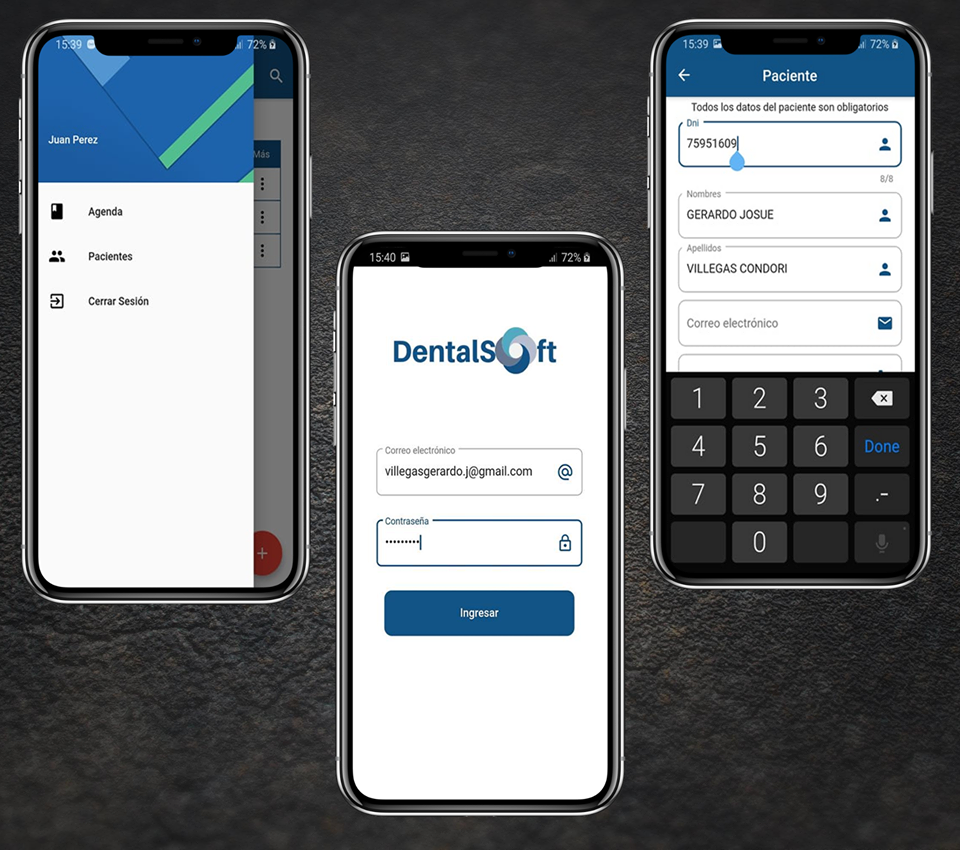 15:39
72%
Juan Perez
Más
Agenda
Pacientes
Cerrar Sesión
15:40
72%
DentalSoft
Correo electrónico
villegasgerardo.j@gmail.com
Contraseña
•••••••••
Ingresar
15:39
72%
Paciente
Todos los datos del paciente son obligatorios
Dni
75951609
8/8
Nombres
GERARDO JOSUE
Apellidos
VILLEGAS CONDORI
Correo electrónico
1 2 3
4 5 6 Done
7 8 9 .-
0